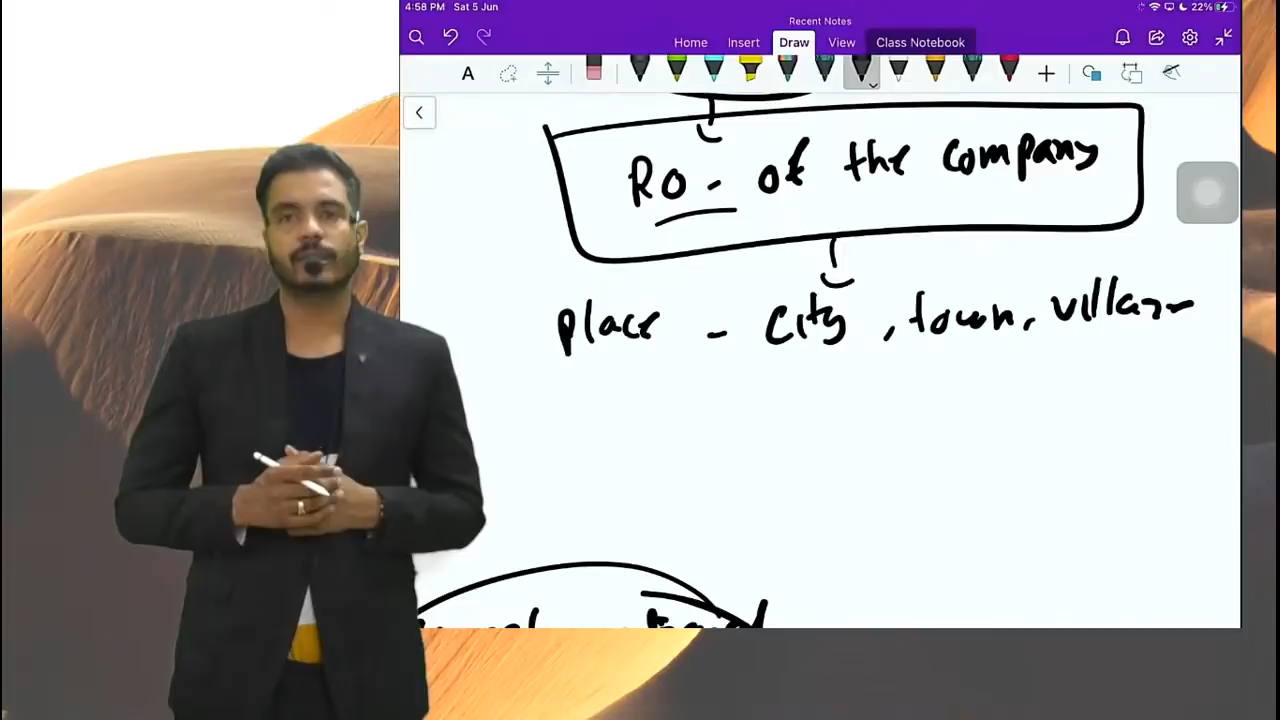 4:58 PM Sat 5 Jun
22%
Recent Notes
Home Insert Draw View Class Notebook
A
RO - of the company
place - city, town, village